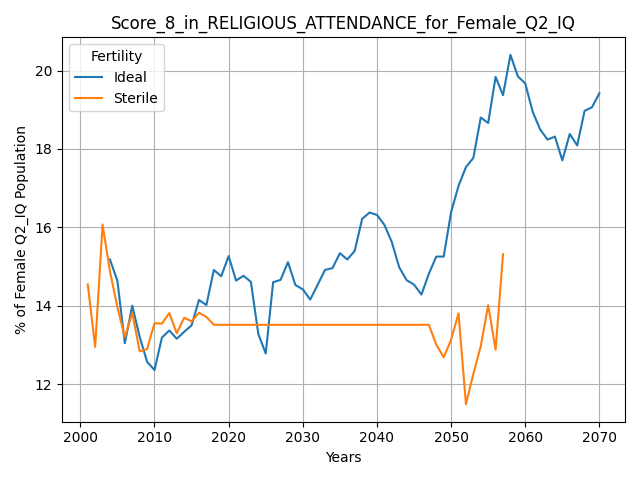 Score_8_in_RELIGIOUS_ATTENDANCE_for_Female_Q2_IQ
Fertility
Ideal
Sterile
% of Female Q2_IQ Population
20
18
16
14
12
2000 2010 2020 2030 2040 2050 2060 2070
Years